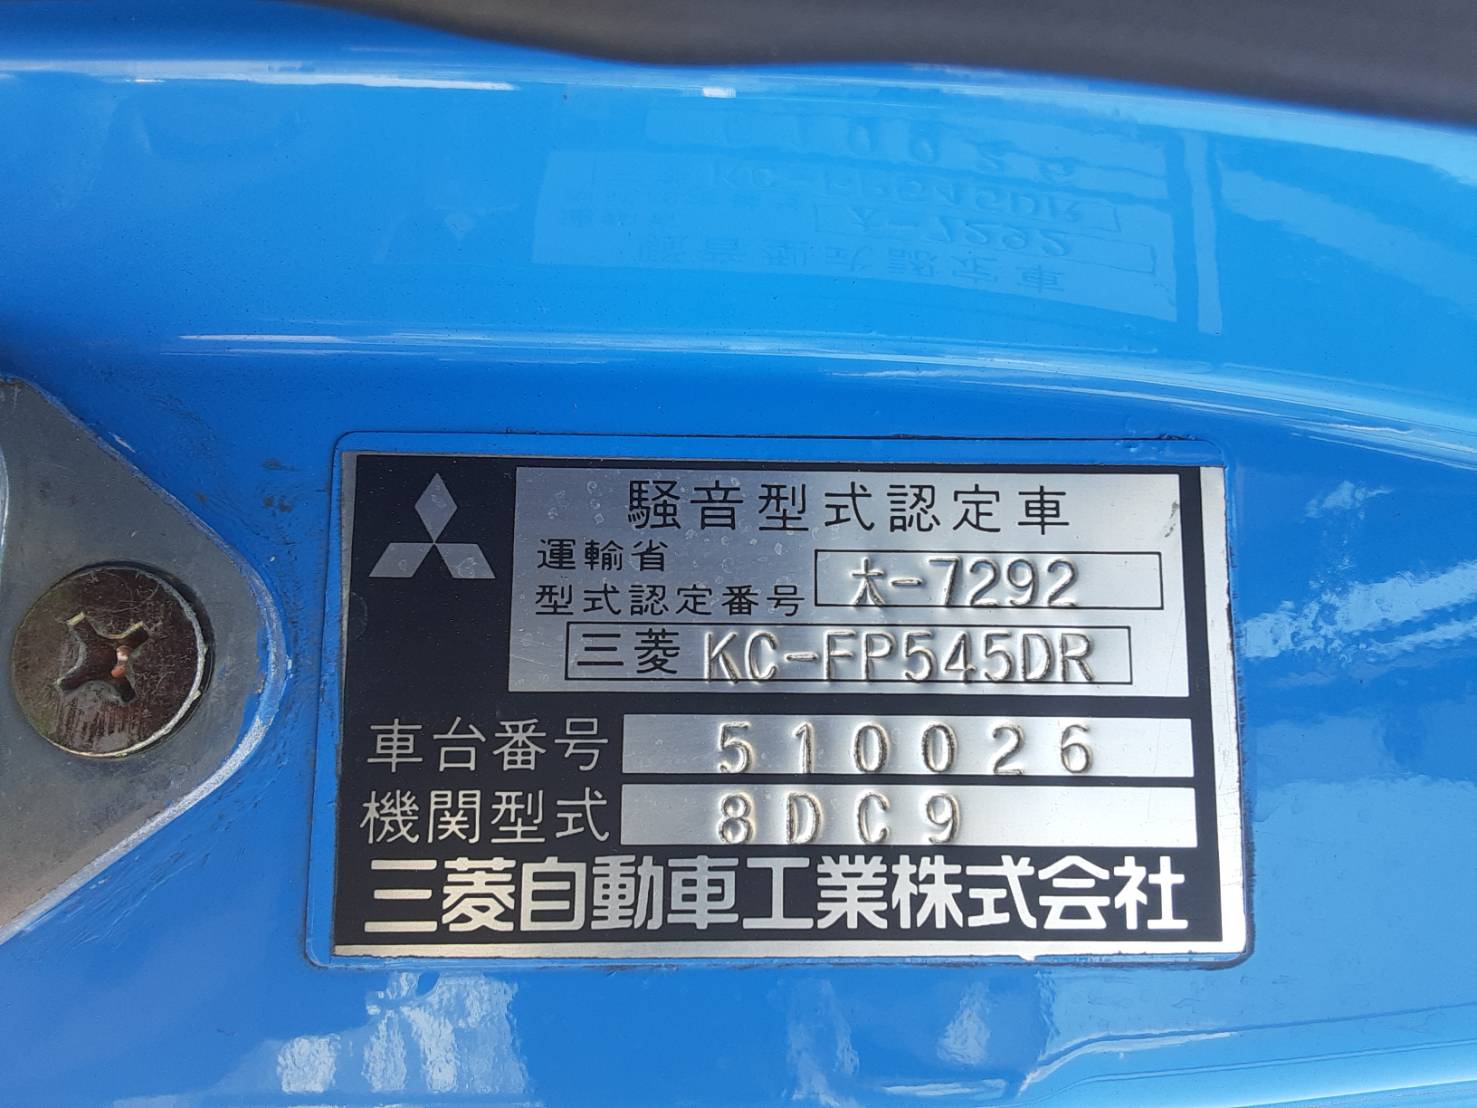 騒音型式認定車
運輸省
型式認定番号 大-7292
三菱 KC-FP545DR
車台番号 510026
機関型式 8DC9
三菱自動車工業株式会社